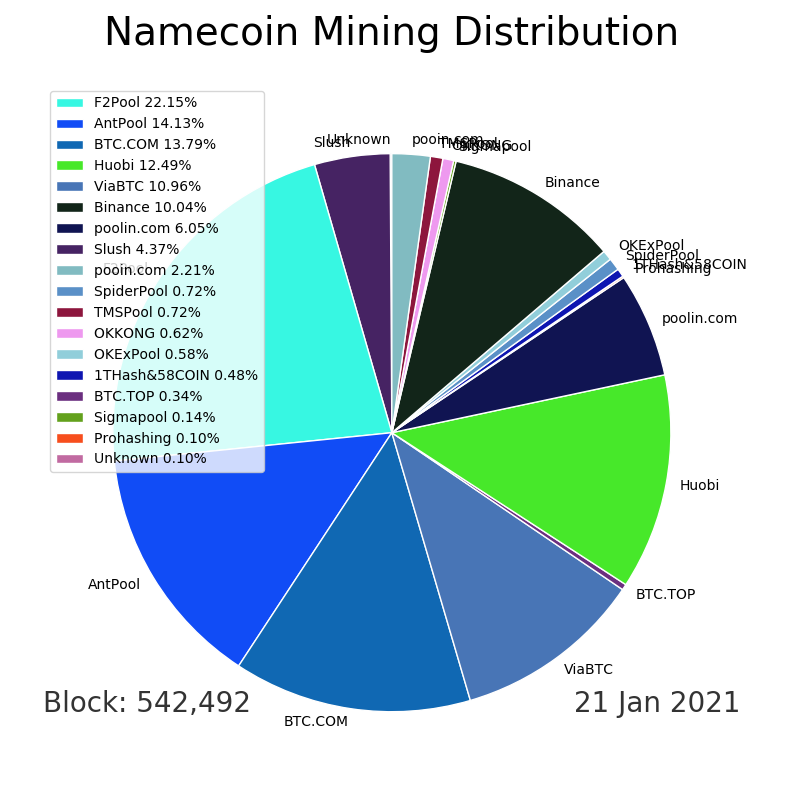 Namecoin Mining Distribution
F2Pool 22.15%
AntPool 14.13%
BTC.COM 13.79%
Huobi 12.49%
ViaBTC 10.96%
Binance 10.04%
poolin.com 6.05%
Slush 4.37%
pooin.com 2.21%
SpiderPool 0.72%
TMSPool 0.72%
OKKONG 0.62%
OKExPool 0.58%
1THash&58COIN 0.48%
BTC.TOP 0.34%
Sigmapool 0.14%
Prohashing 0.10%
Unknown 0.10%
Unknown
Slush
pooin.com
TMSPool
OKKONG
Sigmapool
Binance
OKExPool
SpiderPool
1THash&58COIN
Prohashing
poolin.com
Huobi
BTC.TOP
ViaBTC
BTC.COM
AntPool
F2Pool
Block: 542,492
21 Jan 2021